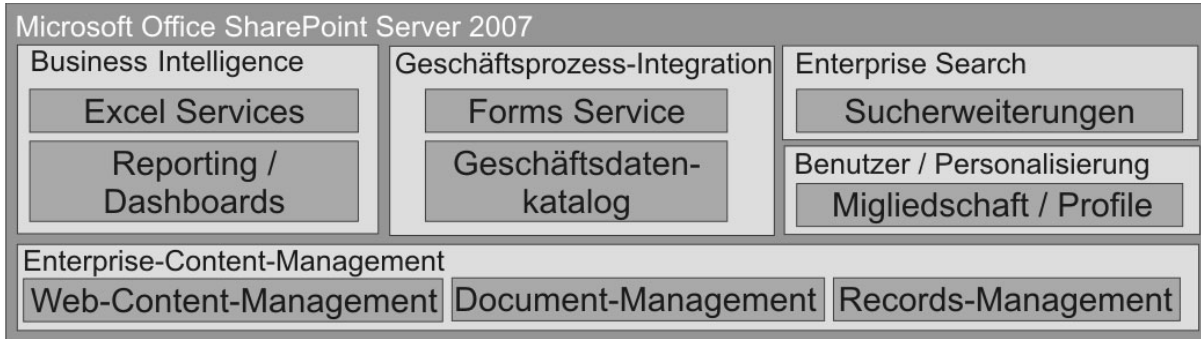 Microsoft Office SharePoint Server 2007
Business Intelligence
Excel Services
Reporting /
Dashboards
Geschäftsprozess-Integration
Forms Service
Geschäftsdaten-
katalog
Enterprise Search
Sucherweiterungen
Benutzer / Personalisierung
Migliedschaft / Profile
Enterprise-Content-Management
Web-Content-Management
Document-Management
Records-Management